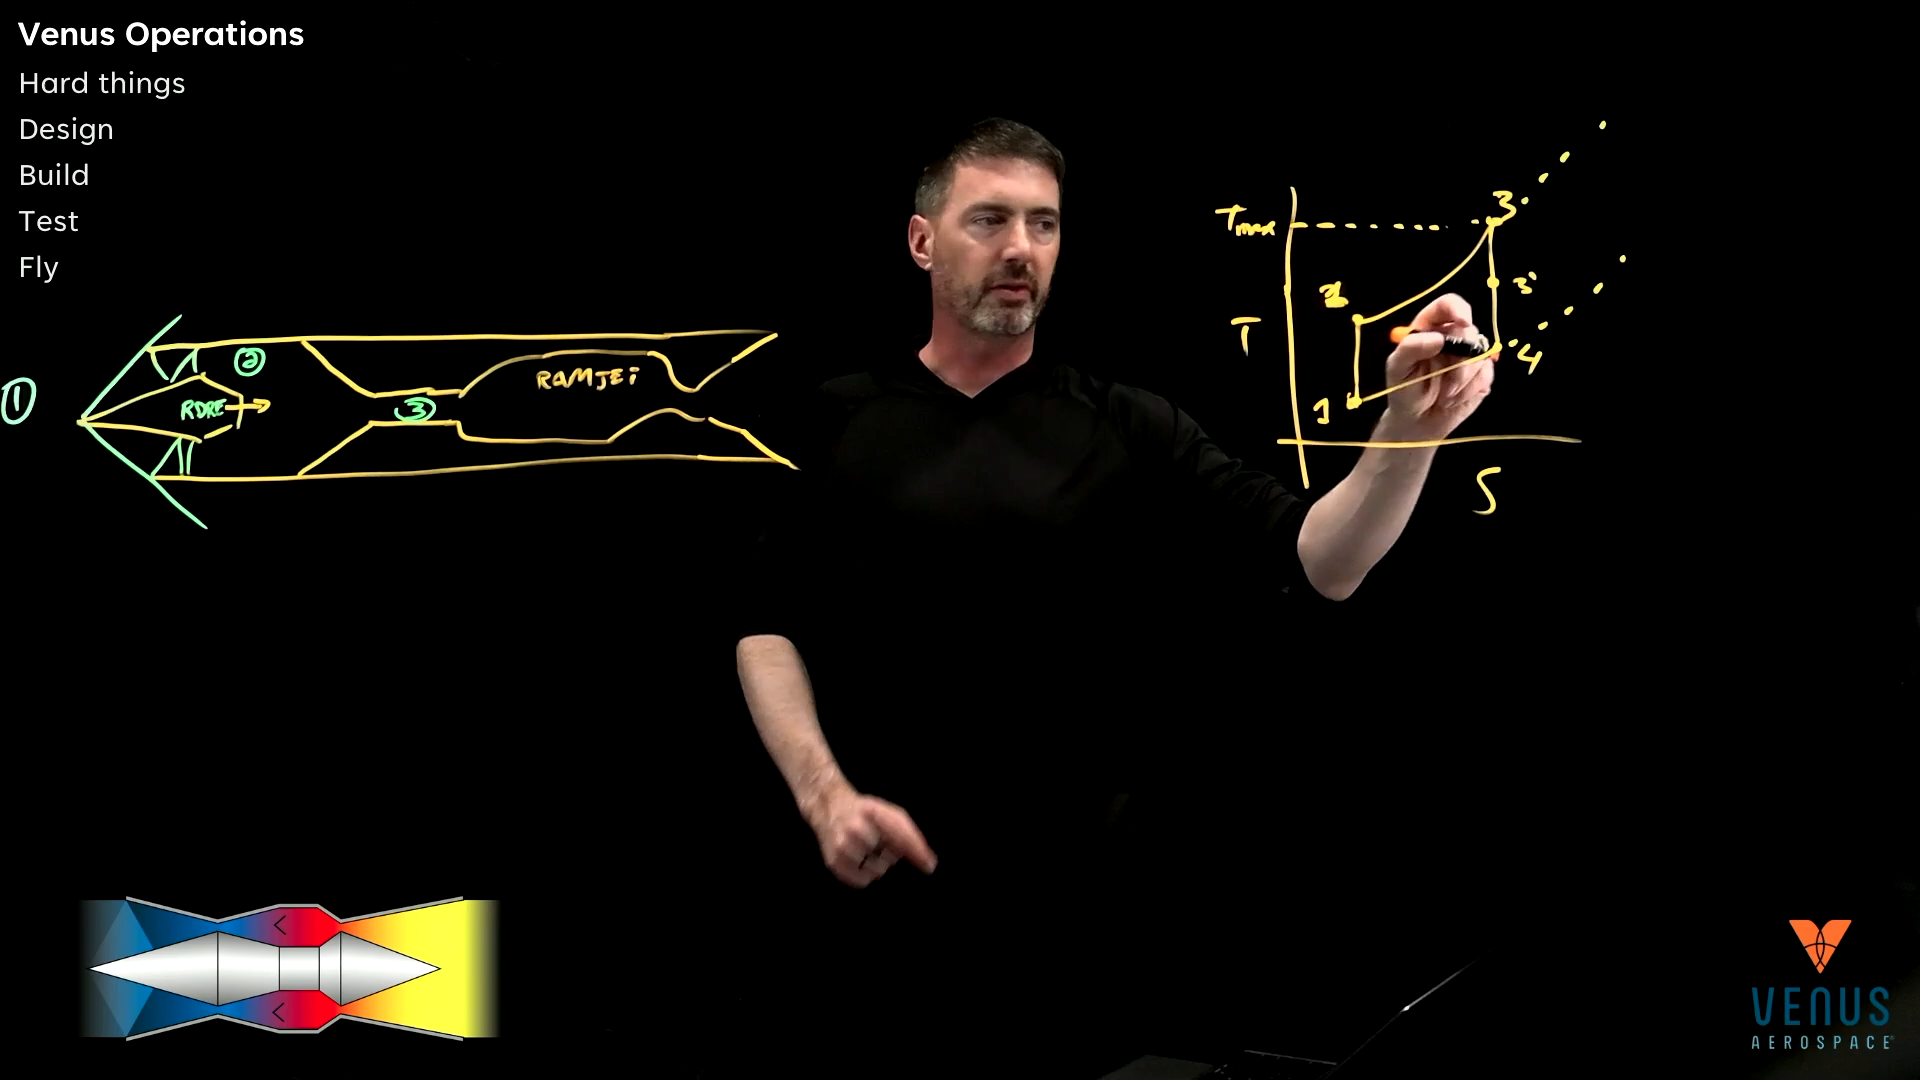 Venus Operations
Hard things
Design
Build
Test
Fly
①
②
RDRE
③
RAMJET
Tmax
3
2
3'
T
4
1
S
VENUS
AEROSPACE